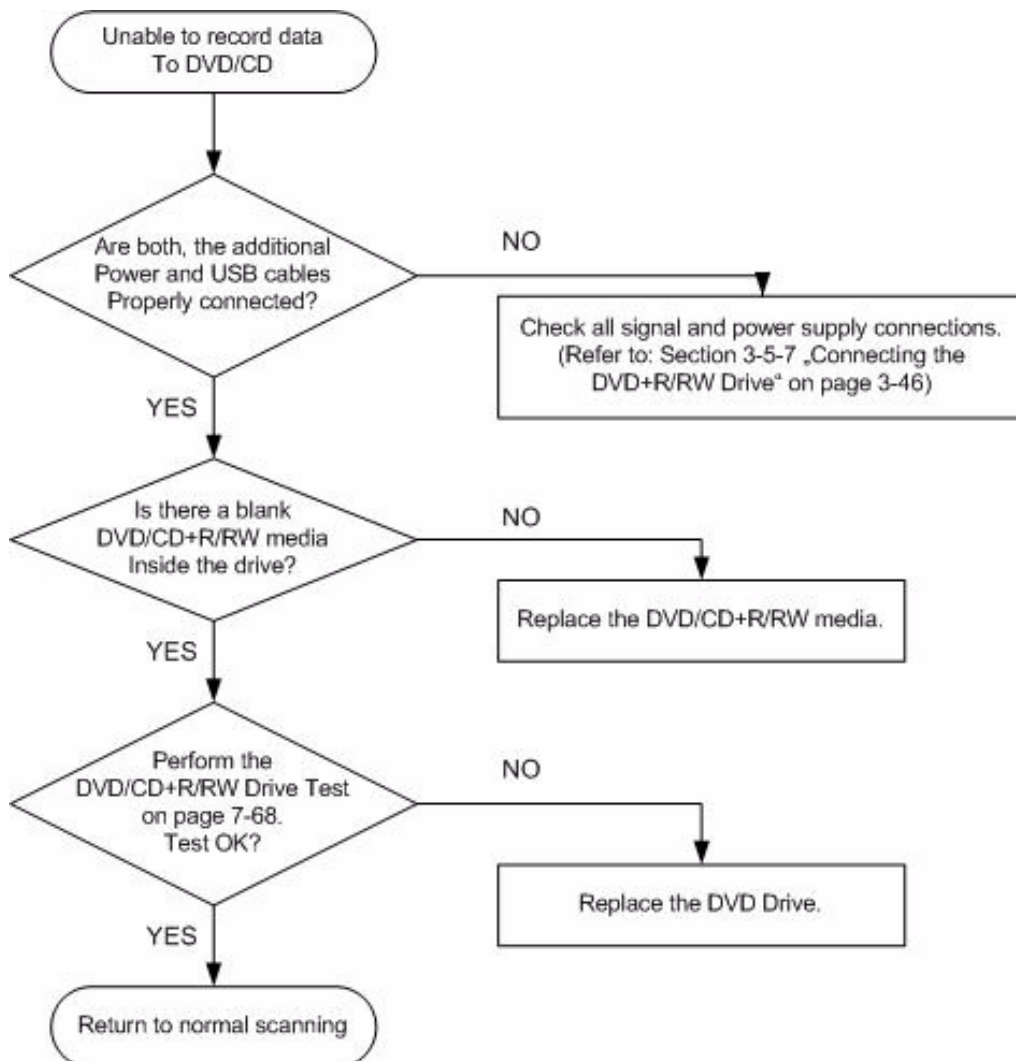 Unable to record data
To DVD/CD
Are both, the additional
Power and USB cables
Properly connected?
NO
Check all signal and power supply connections.
(Refer to: Section 3-5-7 „Connecting the
DVD+R/RW Drive“ on page 3-46)
YES
Is there a blank
DVD/CD+R/RW media
Inside the drive?
NO
Replace the DVD/CD+R/RW media.
YES
Perform the
DVD/CD+R/RW Drive Test
on page 7-68.
Test OK?
NO
Replace the DVD Drive.
YES
Return to normal scanning